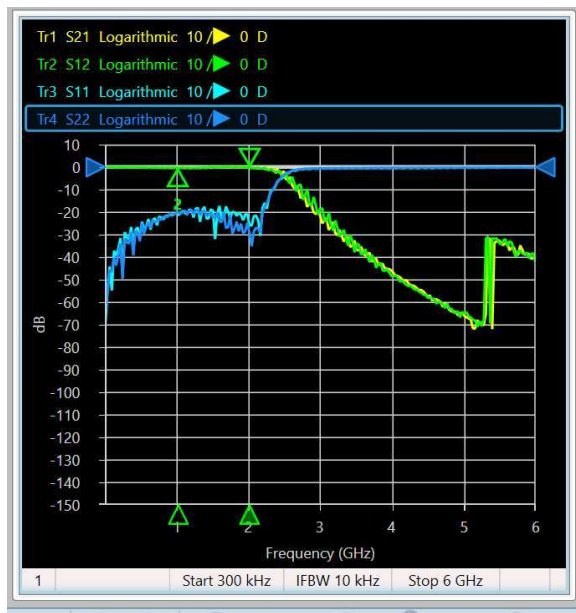 Tr1 S21 Logarithmic 10 /▶ 0 D
Tr2 S12 Logarithmic 10 /▶ 0 D
Tr3 S11 Logarithmic 10 /▶ 0 D
Tr4 S22 Logarithmic 10 /▶ 0 D
10
0
-10
-20
-30
-40
-50
-60
-70
-80
-90
-100
-110
-120
-130
-140
-150
dB
2
1 2 3 4 5 6
Frequency (GHz)
1 Start 300 kHz IFBW 10 kHz Stop 6 GHz